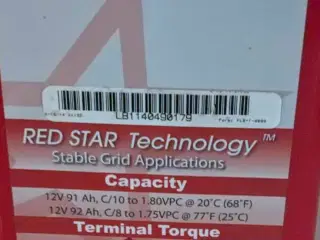 LB1140490179
RED STAR Technology™
Stable Grid Applications
Capacity
12V 91 Ah, C/10 to 1.80VPC @ 20°C (68°F)
12V 92 Ah, C/8 to 1.75VPC @ 77°F (25°C)
Terminal Torque